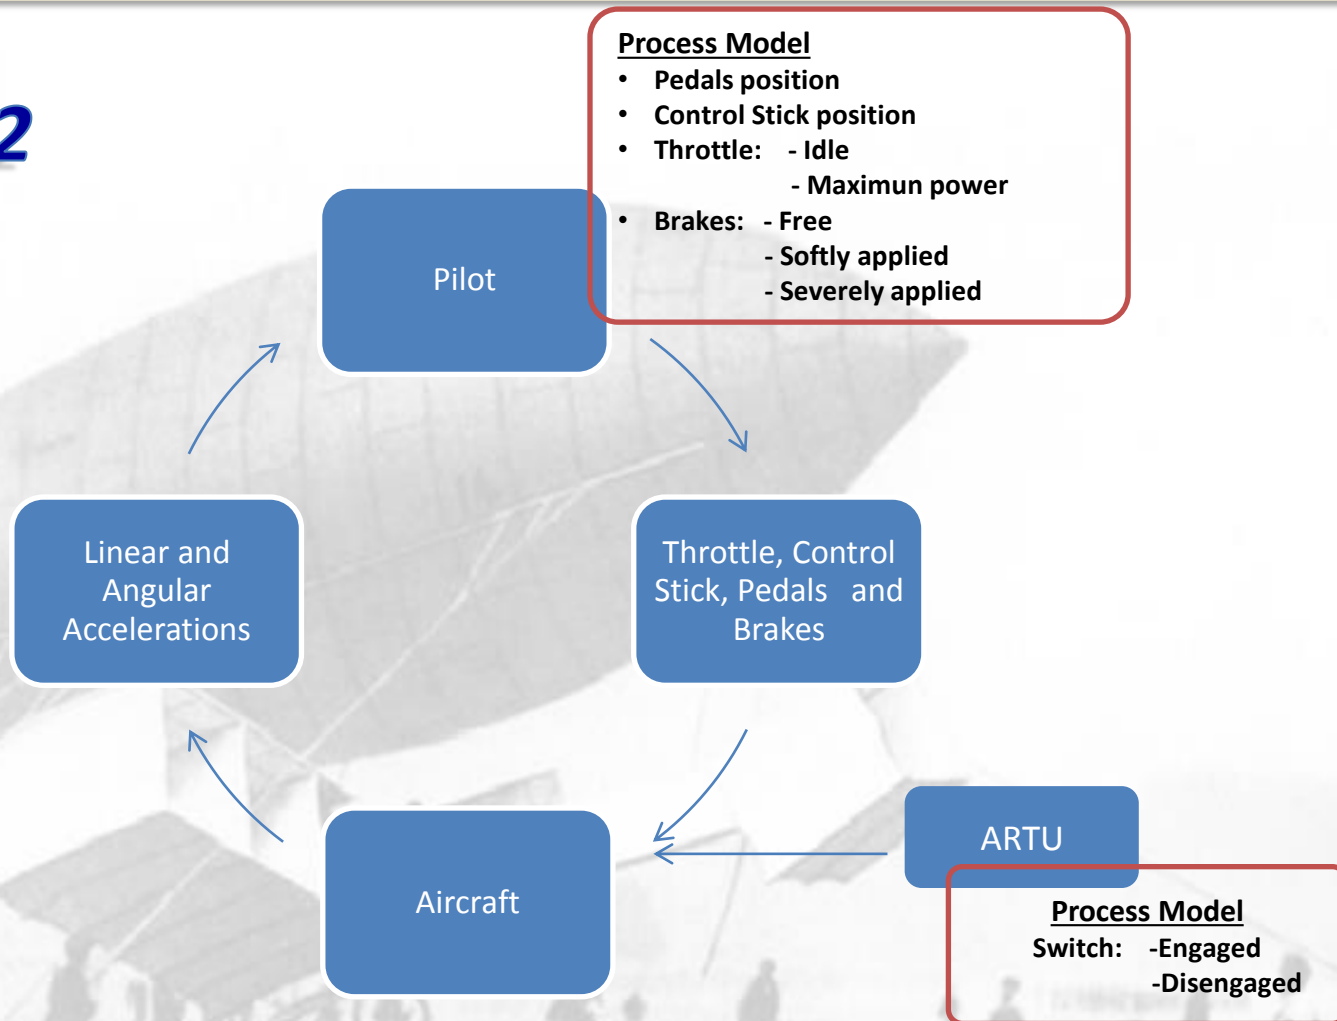 2
Process Model
• Pedals position
• Control Stick position
• Throttle: - Idle
- Maximun power
• Brakes: - Free
- Softly applied
- Severely applied
Pilot
Linear and
Angular
Accelerations
Throttle, Control
Stick, Pedals and
Brakes
ARTU
Aircraft
Process Model
Switch: -Engaged
-Disengaged